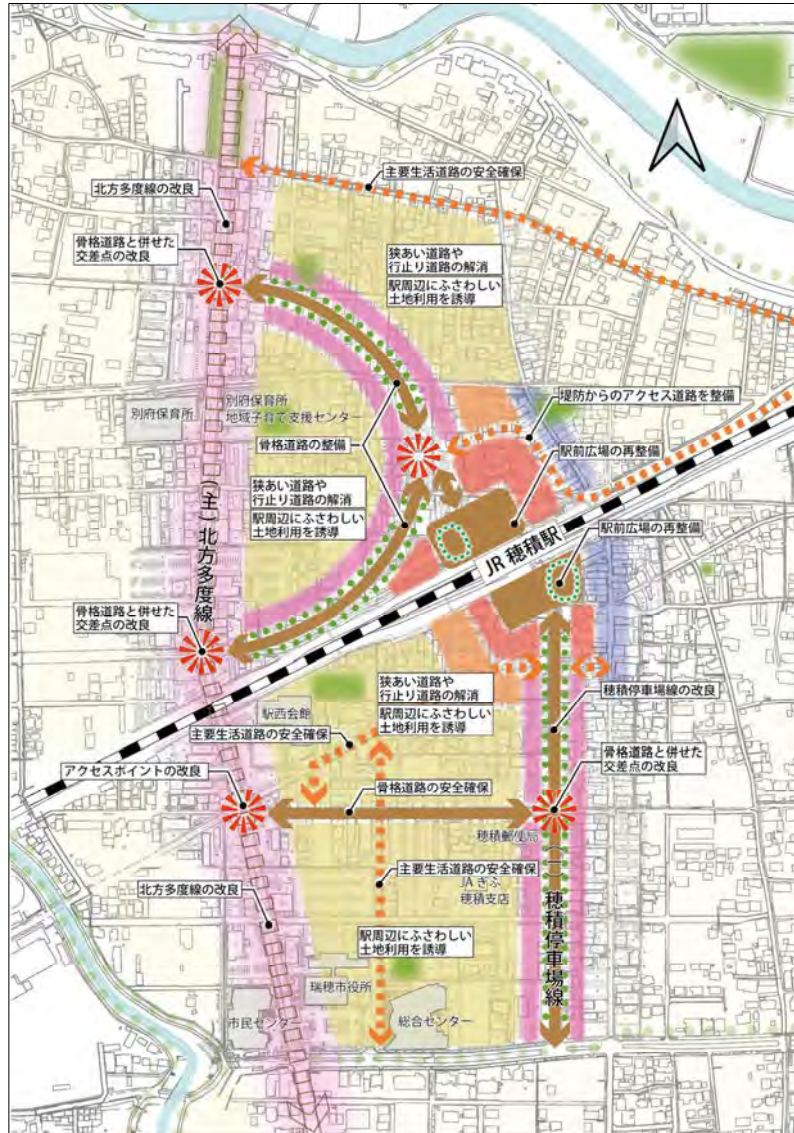 主要生活道路の安全確保
北方多度線の改良
骨格道路と併せた
交差点の改良
狭あい道路や
行止り道路の解消
駅周辺にふさわしい
土地利用を誘導
堤防からのアクセス道路を整備
別府保育所
別府保育所
地域子育て支援センター
骨格道路の整備
駅前広場の再整備
狭あい道路や
行止り道路の解消
駅周辺にふさわしい
土地利用を誘導
(主)北方多度線
駅前広場の再整備
JR 穂積駅
骨格道路と併せた
交差点の改良
狭あい道路や
行止り道路の解消
駅周辺にふさわしい
土地利用を誘導
穂積停車場線の改良
駅西会館
主要生活道路の安全確保
アクセスポイントの改良
骨格道路と併せた
交差点の改良
骨格道路の安全確保
穂積郵便局
主要生活道路の安全確保
JAぎふ
穂積支店
北方多度線の改良
(一)穂積停車場線
駅周辺にふさわしい
土地利用を誘導
瑞穂市役所
市民センター
総合センター